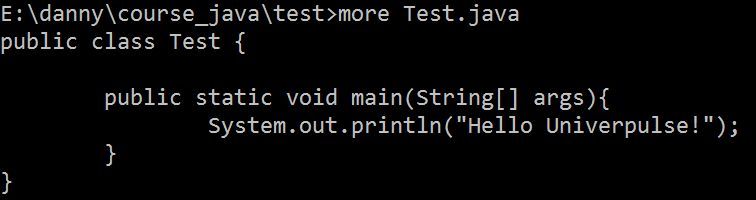 E:\danny\course_java\test>more Test.java
public class Test {

        public static void main(String[] args){
                System.out.println("Hello Univerpulse!");
        }
}